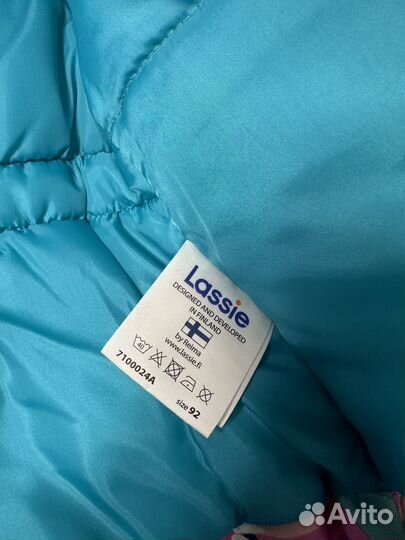 Lassie
DESIGNED AND DEVELOPED
IN FINLAND
by Reima
www.lassie.fi
40
7100024A
size 92
Avito